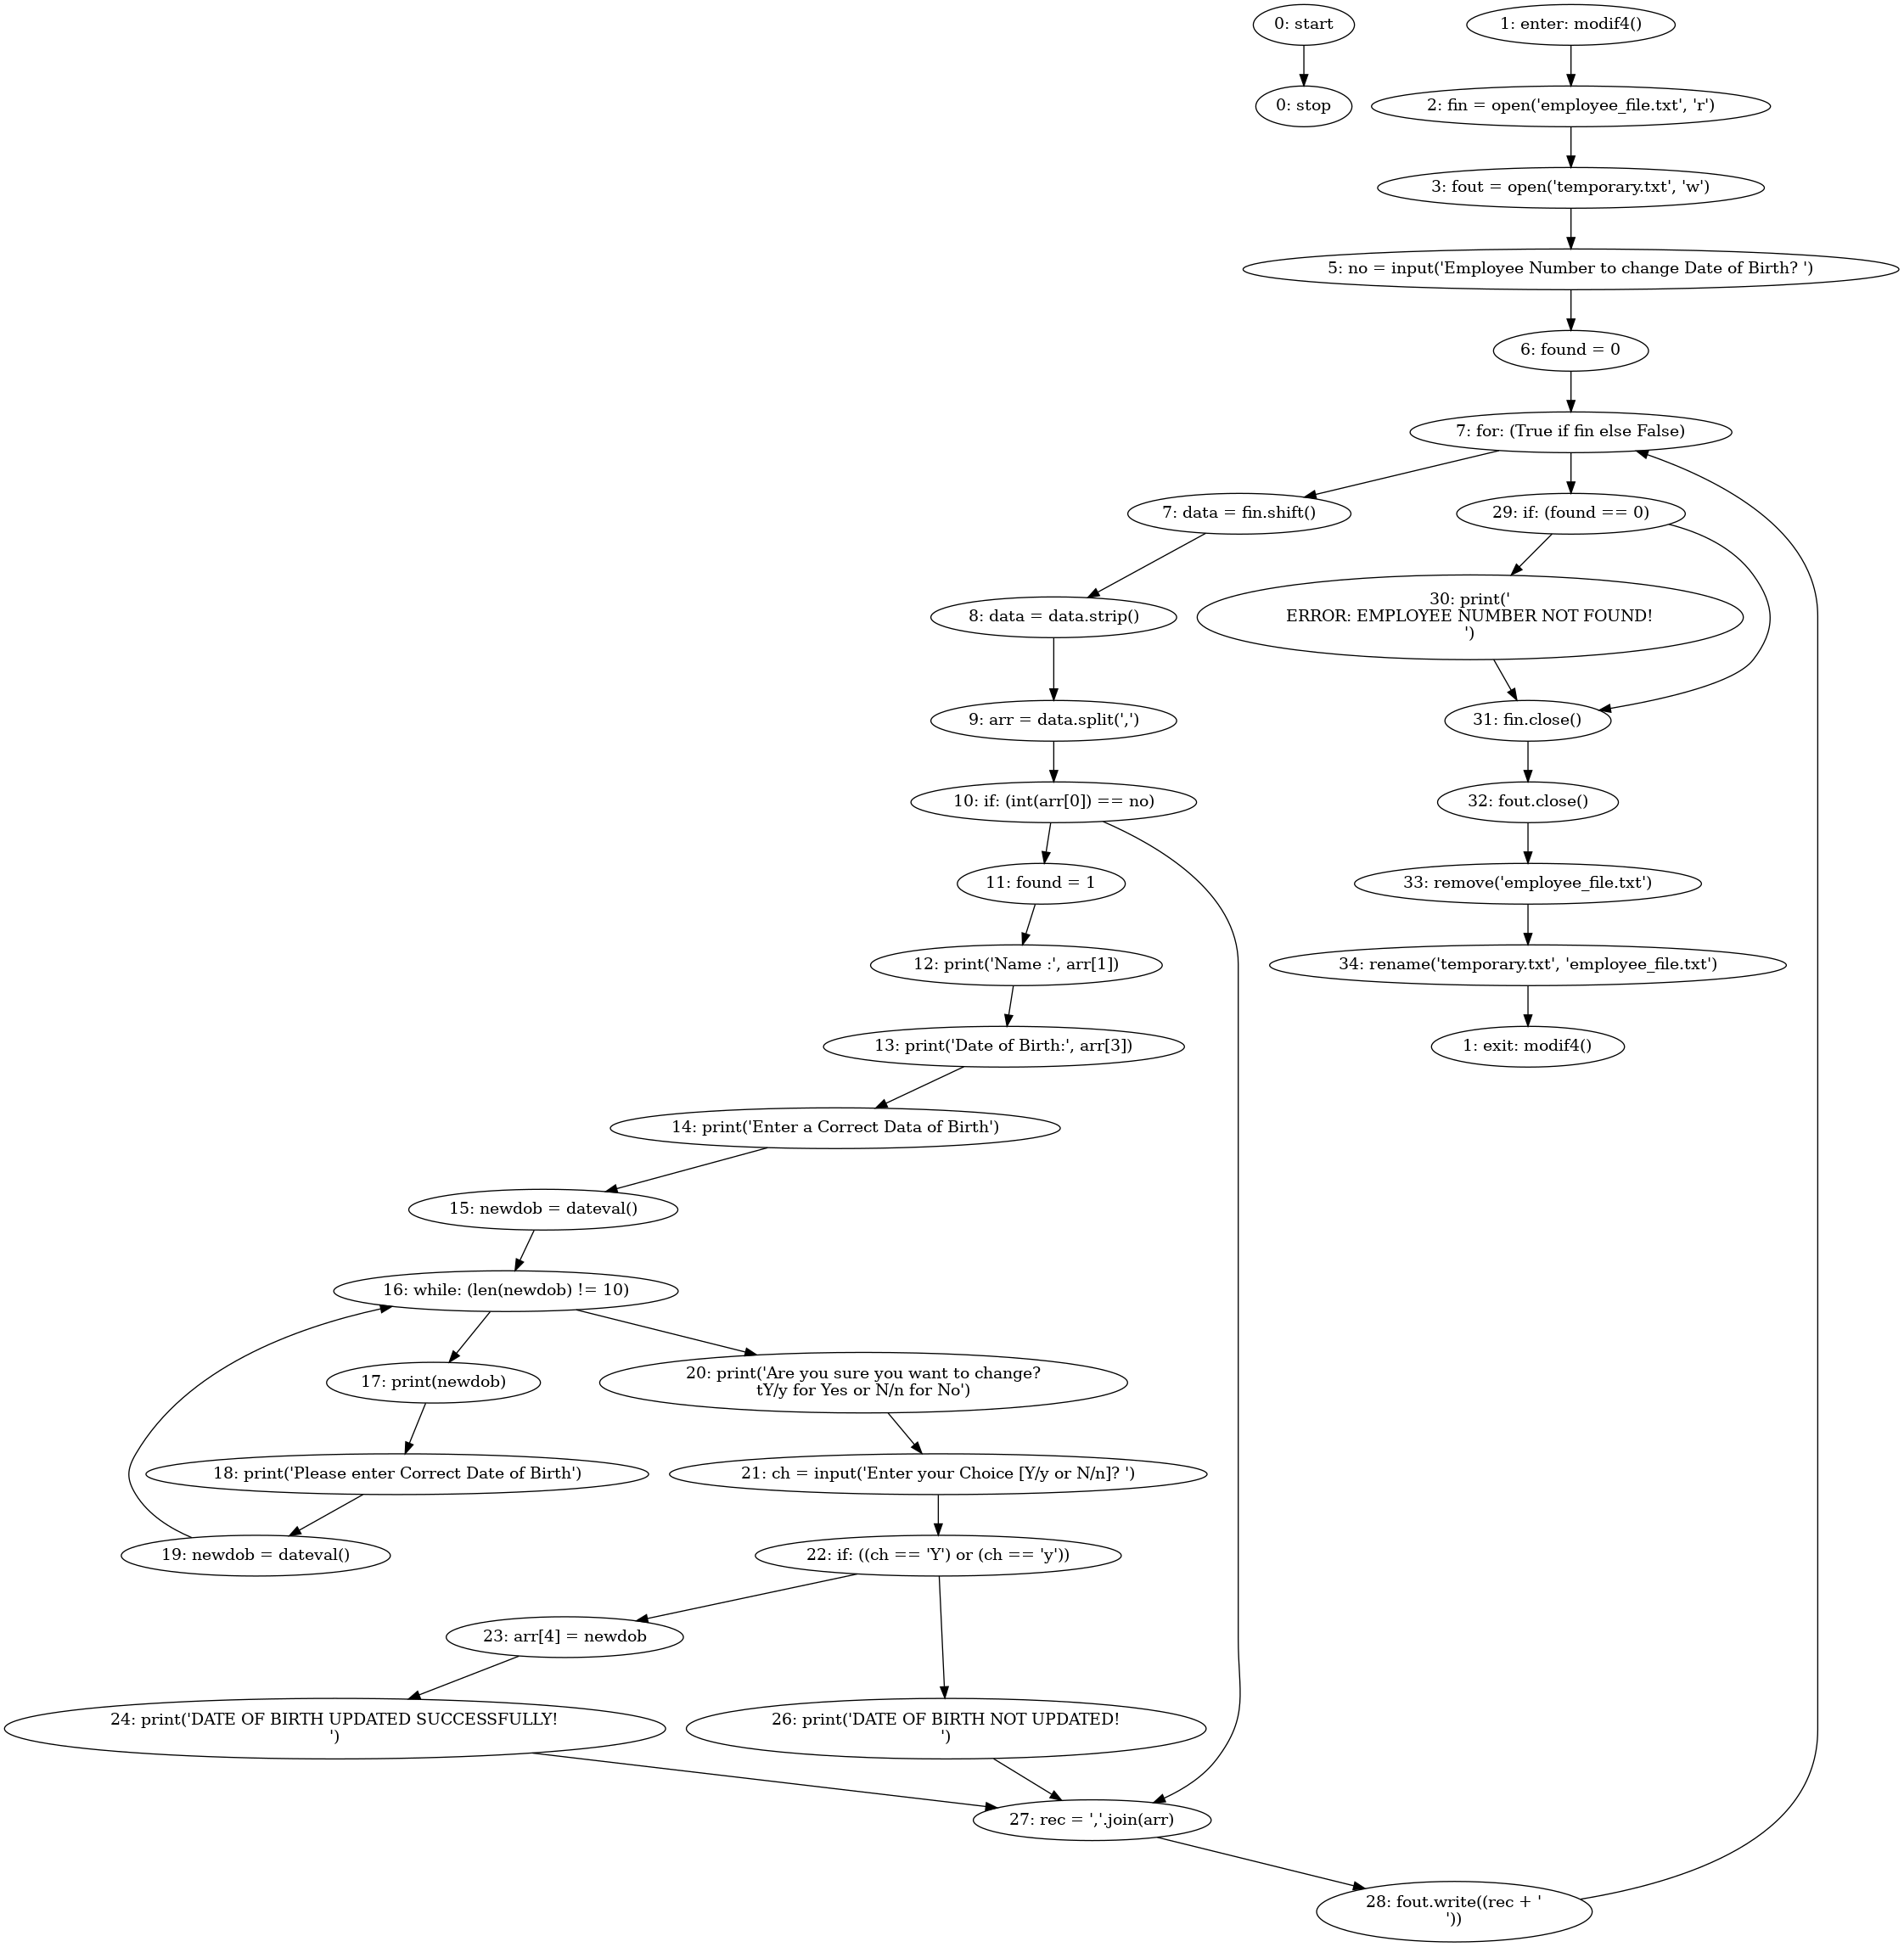 0: start
1: enter: modif4()
0: stop
2: fin = open('employee_file.txt', 'r')
3: fout = open('temporary.txt', 'w')
5: no = input('Employee Number to change Date of Birth? ')
6: found = 0
7: for: (True if fin else False)
7: data = fin.shift()
29: if: (found == 0)
8: data = data.strip()
30: print('
ERROR: EMPLOYEE NUMBER NOT FOUND!
')
9: arr = data.split(',')
31: fin.close()
10: if: (int(arr[0]) == no)
32: fout.close()
11: found = 1
33: remove('employee_file.txt')
12: print('Name :', arr[1])
34: rename('temporary.txt', 'employee_file.txt')
13: print('Date of Birth:', arr[3])
1: exit: modif4()
14: print('Enter a Correct Data of Birth')
15: newdob = dateval()
16: while: (len(newdob) != 10)
17: print(newdob)
20: print('Are you sure you want to change?
tY/y for Yes or N/n for No')
18: print('Please enter Correct Date of Birth')
21: ch = input('Enter your Choice [Y/y or N/n]? ')
19: newdob = dateval()
22: if: ((ch == 'Y') or (ch == 'y'))
23: arr[4] = newdob
24: print('DATE OF BIRTH UPDATED SUCCESSFULLY!
')
26: print('DATE OF BIRTH NOT UPDATED!
')
27: rec = ','.join(arr)
28: fout.write((rec + '
'))